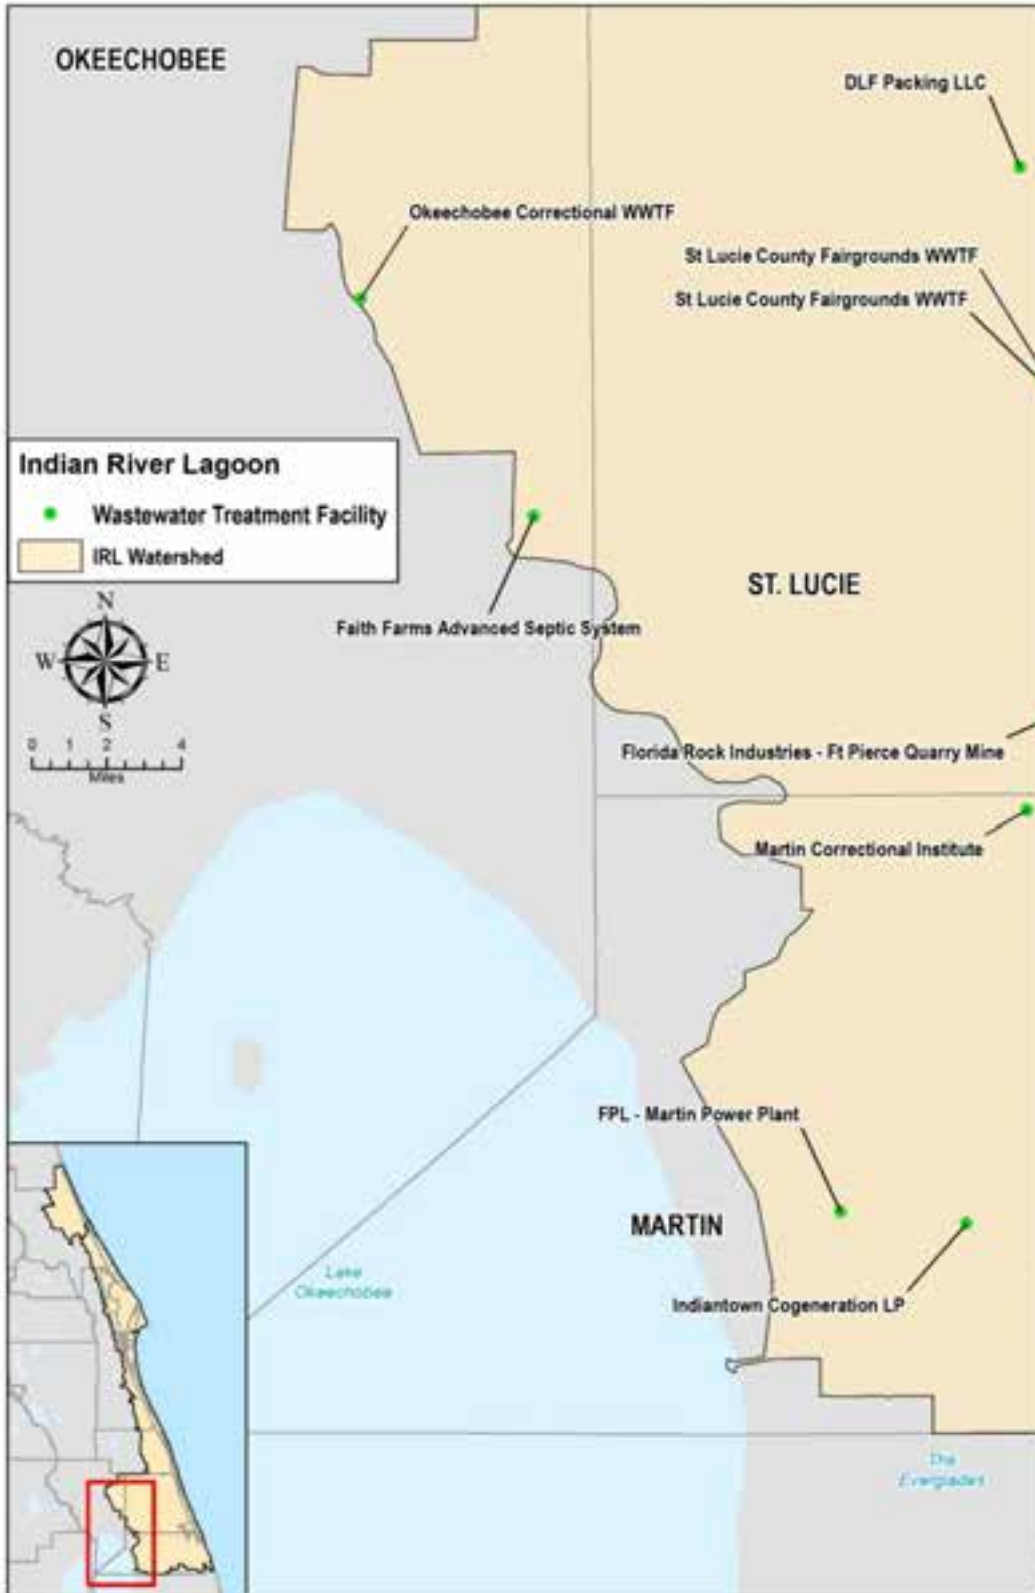 OKEECHOBEE
DLF Packing LLC
Okeechobee Correctional WWTF
St Lucie County Fairgrounds WWTF
St Lucie County Fairgrounds WWTF
Indian River Lagoon
Wastewater Treatment Facility
IRL Watershed
ST. LUCIE
N
W E
S
Faith Farms Advanced Septic System
0 1 2 4
Miles
Florida Rock Industries - Ft Pierce Quarry Mine
Martin Correctional Institute
FPL - Martin Power Plant
MARTIN
Lake
Okeechobee
Indiantown Cogeneration LP
The
Everglades